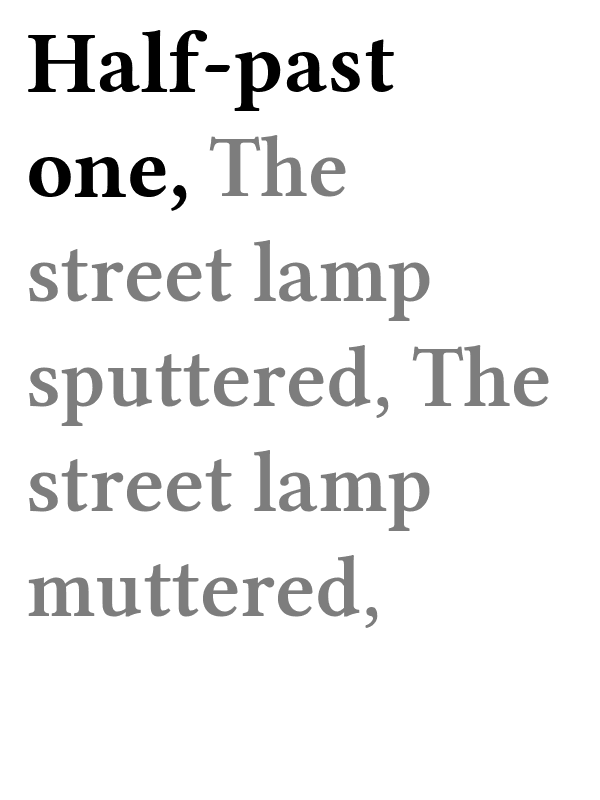 Half-past
one, The
street lamp
sputtered, The
street lamp
muttered,